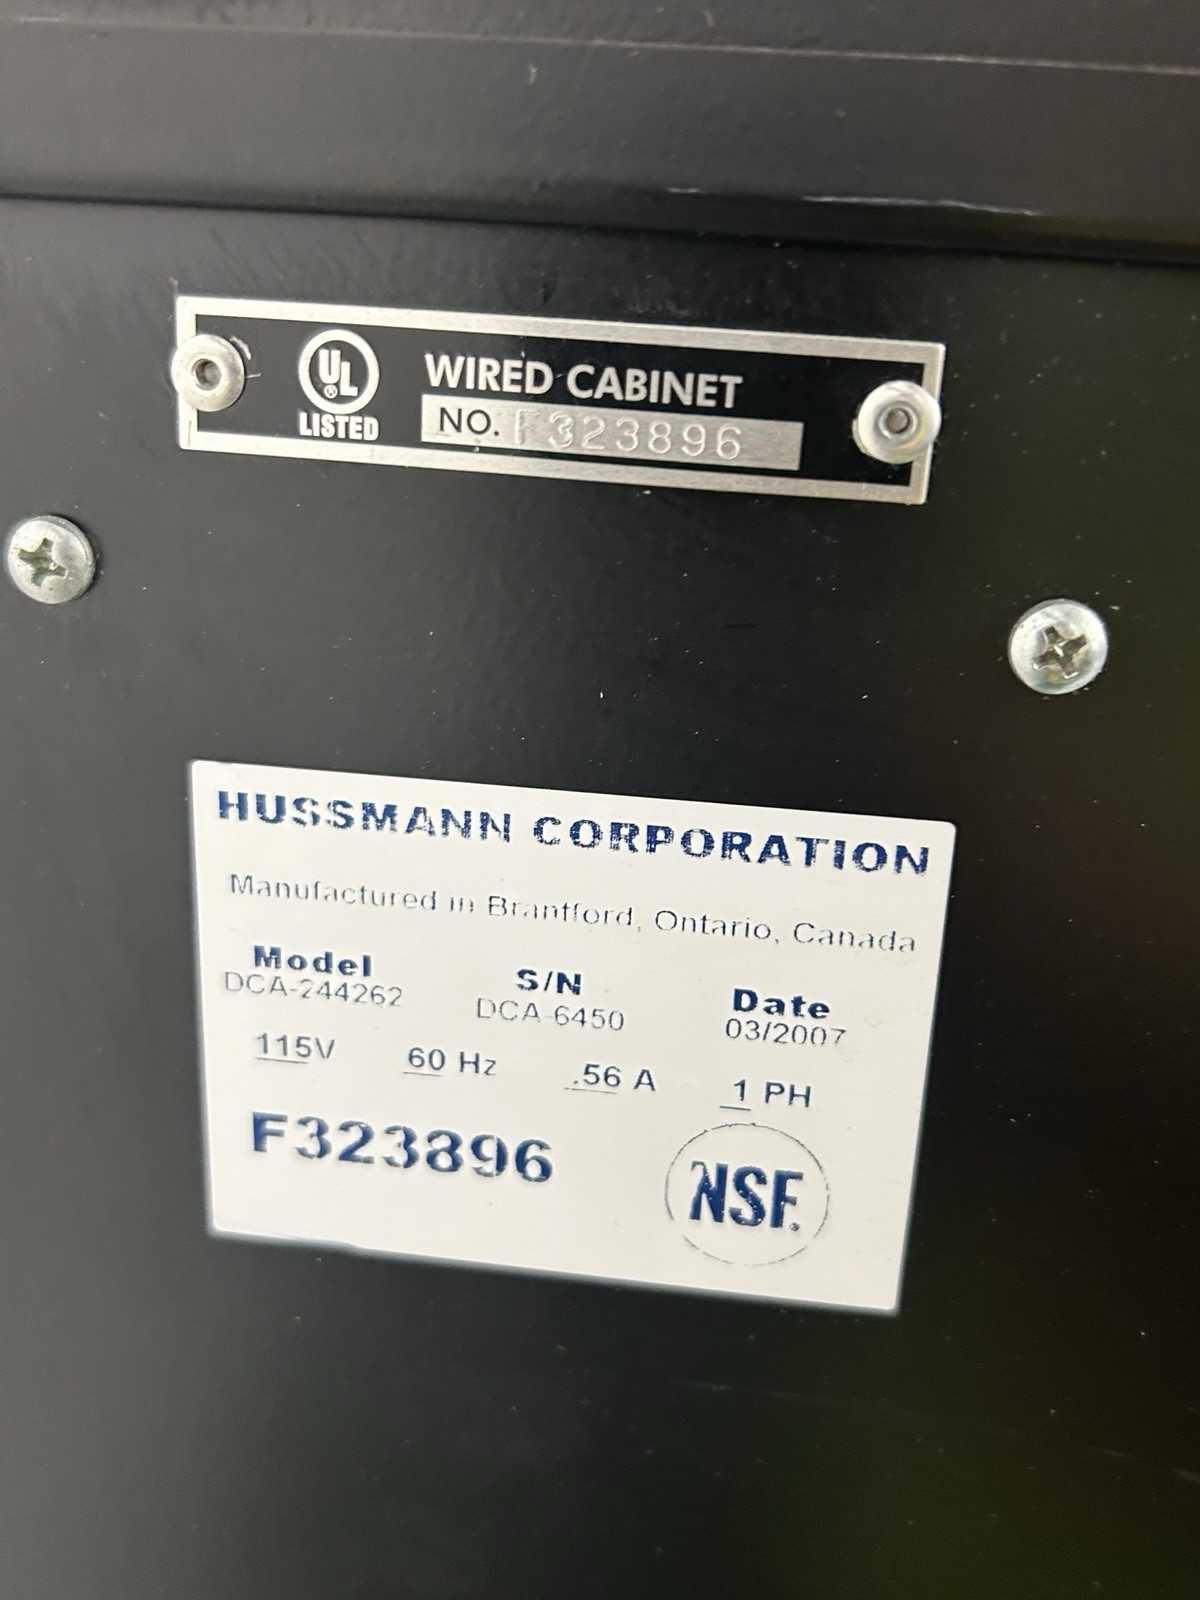 UL
®
LISTED
WIRED CABINET
NO. F323896
HUSSMANN CORPORATION
Manufactured in Brantford, Ontario, Canada
Model S/N Date
DCA-244262 DCA-6450 03/2007
115V 60 Hz .56 A 1 PH
F323896
NSF.